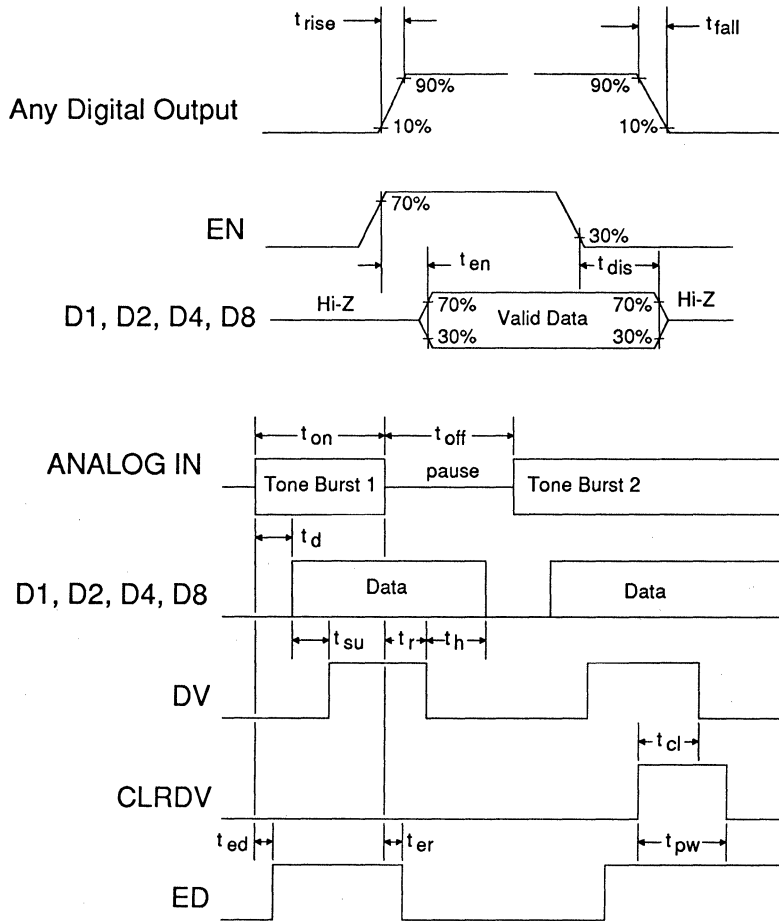 t rise
t fall
90%
90%
Any Digital Output
10%
10%
EN
70%
30%
t en
t dis
D1, D2, D4, D8
Hi-Z
70%
30%
Valid Data
70%
30%
Hi-Z
t on
t off
ANALOG IN
Tone Burst 1
pause
Tone Burst 2
t d
D1, D2, D4, D8
Data
Data
t su
t r
t h
DV
t cl
CLRDV
t ed
t er
t pw
ED